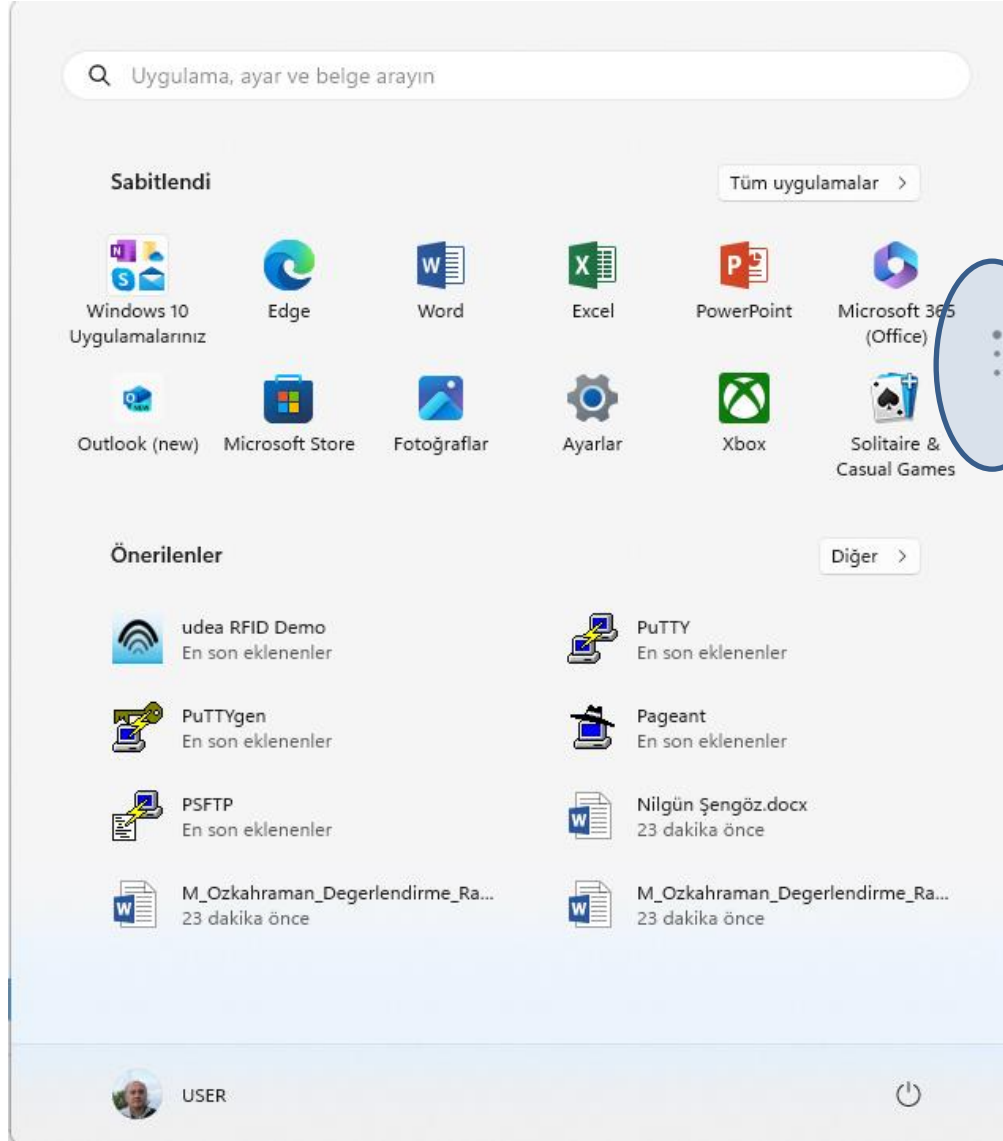 Uygulama, ayar ve belge arayın
Sabitlendi
Tüm uygulamalar >
Windows 10
Uygulamalarınız
Edge
Word
Excel
PowerPoint
Microsoft 365
(Office)
Outlook (new)
Microsoft Store
Fotoğraflar
Ayarlar
Xbox
Solitaire &
Casual Games
Önerilenler
Diğer >
udea RFID Demo
En son eklenenler
PuTTY
En son eklenenler
PuTTYgen
En son eklenenler
Pageant
En son eklenenler
PSFTP
En son eklenenler
Nilgün Şengöz.docx
23 dakika önce
M_Ozkahraman_Degerlendirme_Ra...
23 dakika önce
M_Ozkahraman_Degerlendirme_Ra...
23 dakika önce
USER